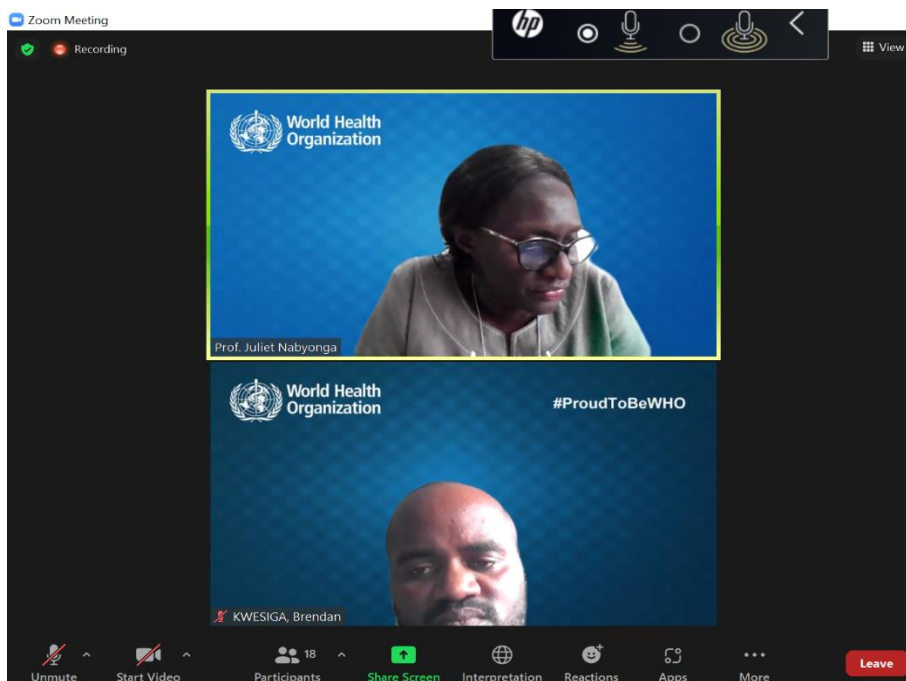 Zoom Meeting
hp
Recording
View
World Health
Organization
Prof. Juliet Nabyonga
World Health
Organization
#ProudToBeWHO
KWESIGA, Brendan
18
Unmute
Start Video
Participants
Share Screen
Interpretation
Reactions
Apps
More
Leave